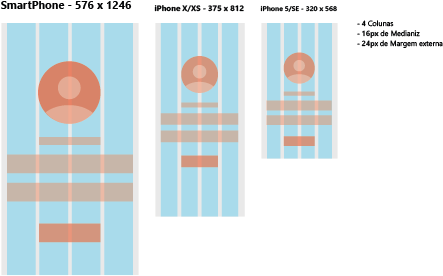 SmartPhone - 576 x 1246
iPhone X/XS - 375 x 812
iPhone 5/SE - 320 x 568
- 4 Colunas
- 16px de Medianiz
- 24px de Margem externa